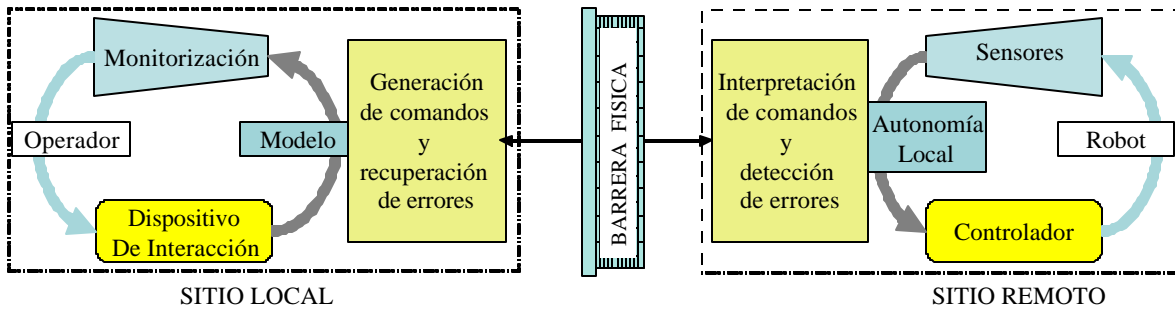 Monitorización
Operador
Modelo
Dispositivo
De Interacción
Generación
de comandos
y
recuperación
de errores
SITIO LOCAL
BARRERA FISICA
Interpretación
de comandos
y
detección
de errores
Sensores
Autonomía
Local
Robot
Controlador
SITIO REMOTO